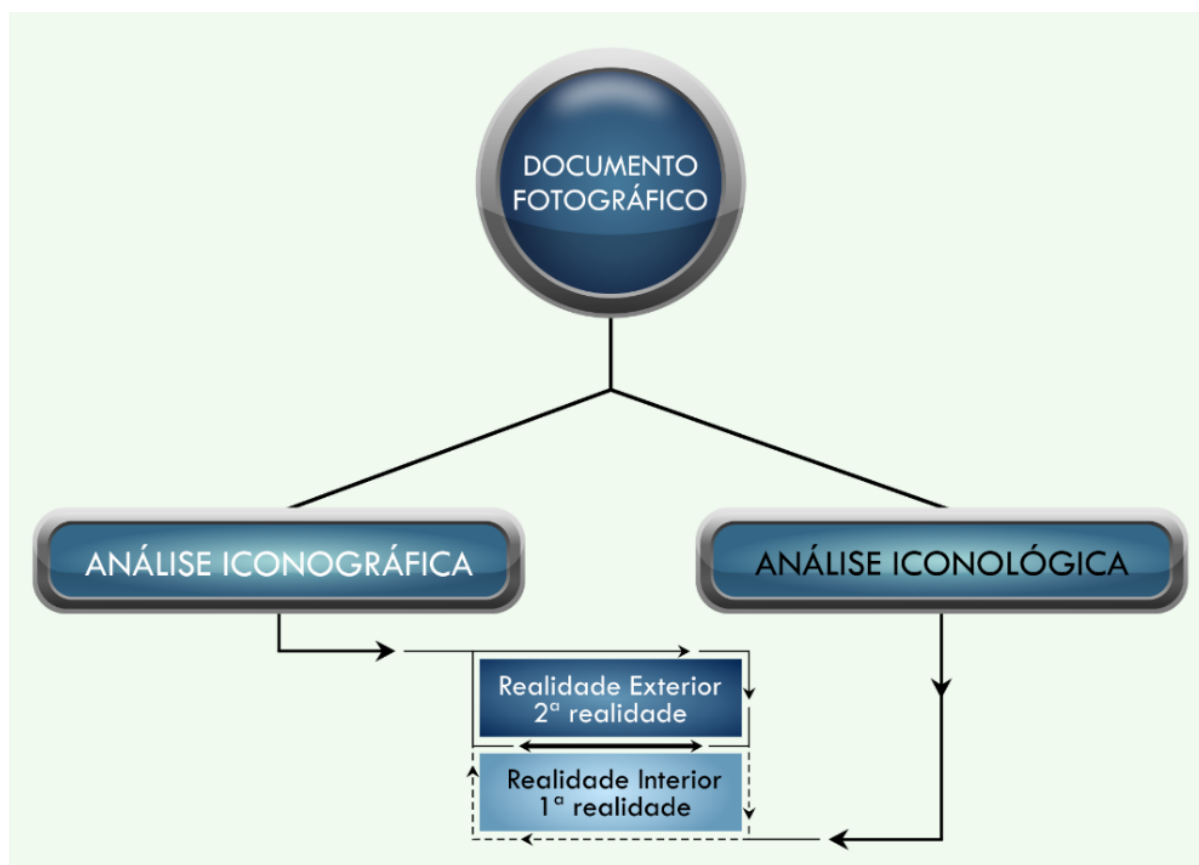 DOCUMENTO
FOTOGRÁFICO
ANÁLISE ICONOGRÁFICA
ANÁLISE ICONOLÓGICA
Realidade Exterior
2ª realidade
Realidade Interior
1ª realidade